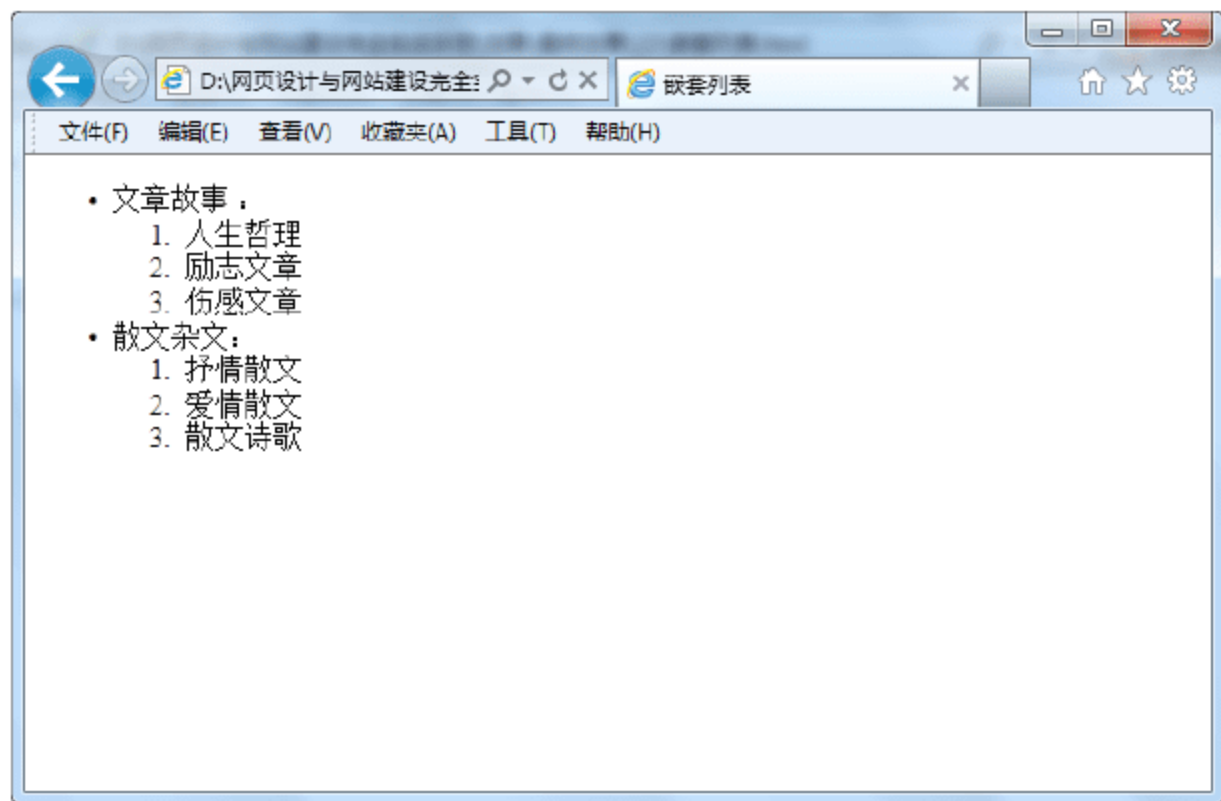 D:\网页设计与网站建设完全
嵌套列表
文件(F) 编辑(E) 查看(V) 收藏夹(A) 工具(T) 帮助(H)
• 文章故事：
1. 人生哲理
2. 励志文章
3. 伤感文章
• 散文杂文：
1. 抒情散文
2. 爱情散文
3. 散文诗歌